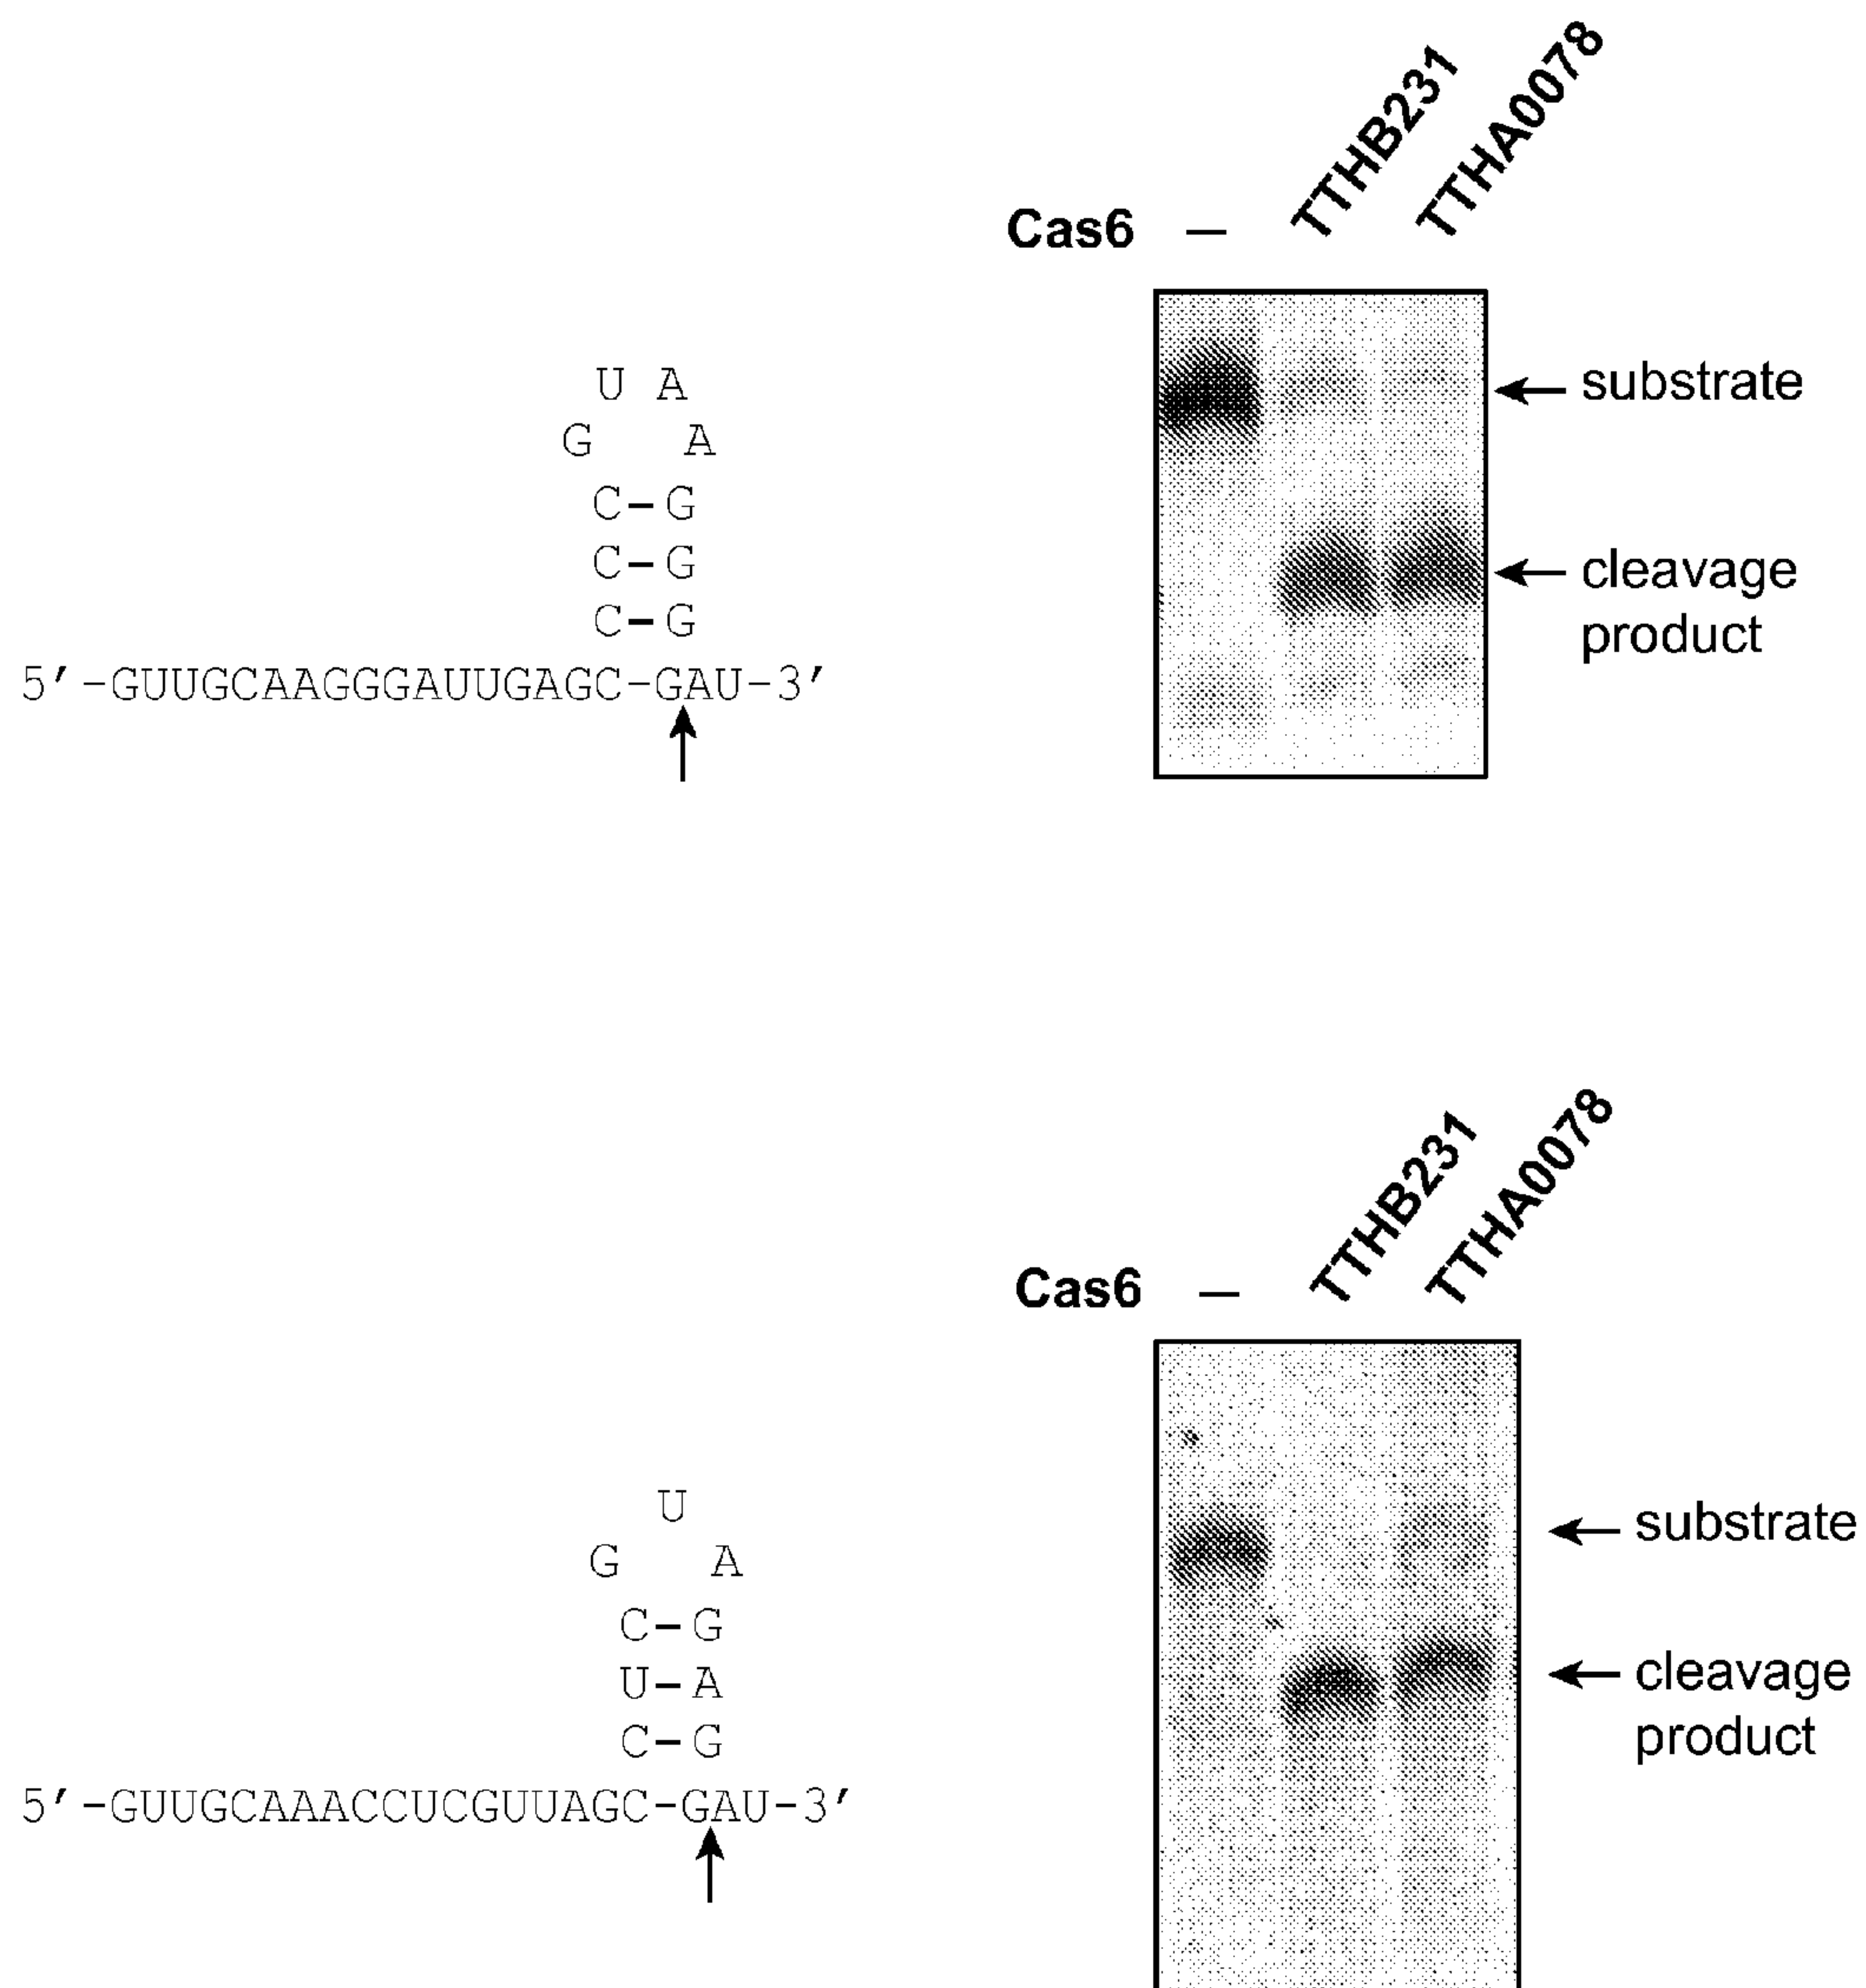 TTHB231
TTHA0078
Cas6 –
U A
G A
C-G
C-G
C-G
5′-GUUGCAAGGGAUUGAGC-GAU-3′
substrate
cleavage
product
TTHB231
TTHA0078
Cas6 –
U
G A
C-G
U-A
C-G
5′-GUUGCAAACCUCGUUAGC-GAU-3′
substrate
cleavage
product